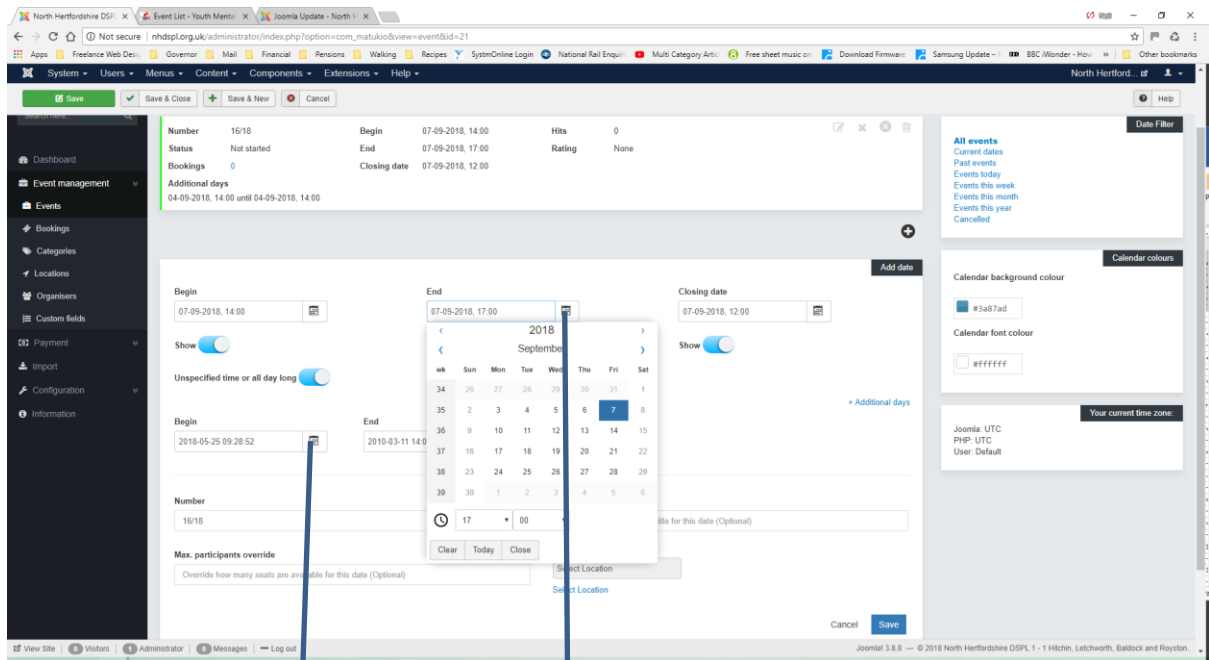 North Hertfordshire DSPL
Event List - Youth Mental
Joomla Update - North H
Not secure | nhdspl.org.uk/administrator/index.php?option=com_matukio&view=event&id=21
Apps Freelance Web Desig Governor Mail Financial Pensions Walking Recipes SystmOnline Login National Rail Enquiri Multi Category Artic Free sheet music on Download Firmware Samsung Update - BBC iWonder - How » Other bookmarks
System Users Menus Content Components Extensions Help North Hertford...
Save Save & Close Save & New Cancel Help
Search here...
Dashboard
Event management
Events
Bookings
Categories
Locations
Organisers
Custom fields
Payment
Import
Configuration
Information
Number 16/18 Begin 07-09-2018, 14:00 Hits 0
Status Not started End 07-09-2018, 17:00 Rating None
Bookings 0 Closing date 07-09-2018, 12:00
Additional days
04-09-2018, 14:00 until 04-09-2018, 14:00
Add date
Begin End Closing date
07-09-2018, 14:00 07-09-2018, 17:00 07-09-2018, 12:00
Show Show
Unspecified time or all day long
+ Additional days
Begin End
2018-05-25 09:28:52 2010-03-11 14:0
2018
September
wk Sun Mon Tue Wed Thu Fri Sat
34 26 27 28 29 30 31 1
35 2 3 4 5 6 7 8
36 9 10 11 12 13 14 15
37 16 17 18 19 20 21 22
38 23 24 25 26 27 28 29
39 30 1 2 3 4 5 6
17 00
Clear Today Close
Number
16/18 title for this date (Optional)
Max. participants override
Override how many seats are available for this date (Optional) Select Location
Select Location
Cancel Save
Date Filter
All events
Current dates
Past events
Events today
Events this week
Events this month
Events this year
Cancelled
Calendar colours
Calendar background colour
#3a87ad
Calendar font colour
#ffffff
Your current time zone:
Joomla: UTC
PHP: UTC
User: Default
View Site 0 Visitors 1 Administrator 0 Messages Log out Joomla! 3.8.8 — © 2018 North Hertfordshire DSPL 1 - 1 Hitchin, Letchworth, Baldock and Royston.